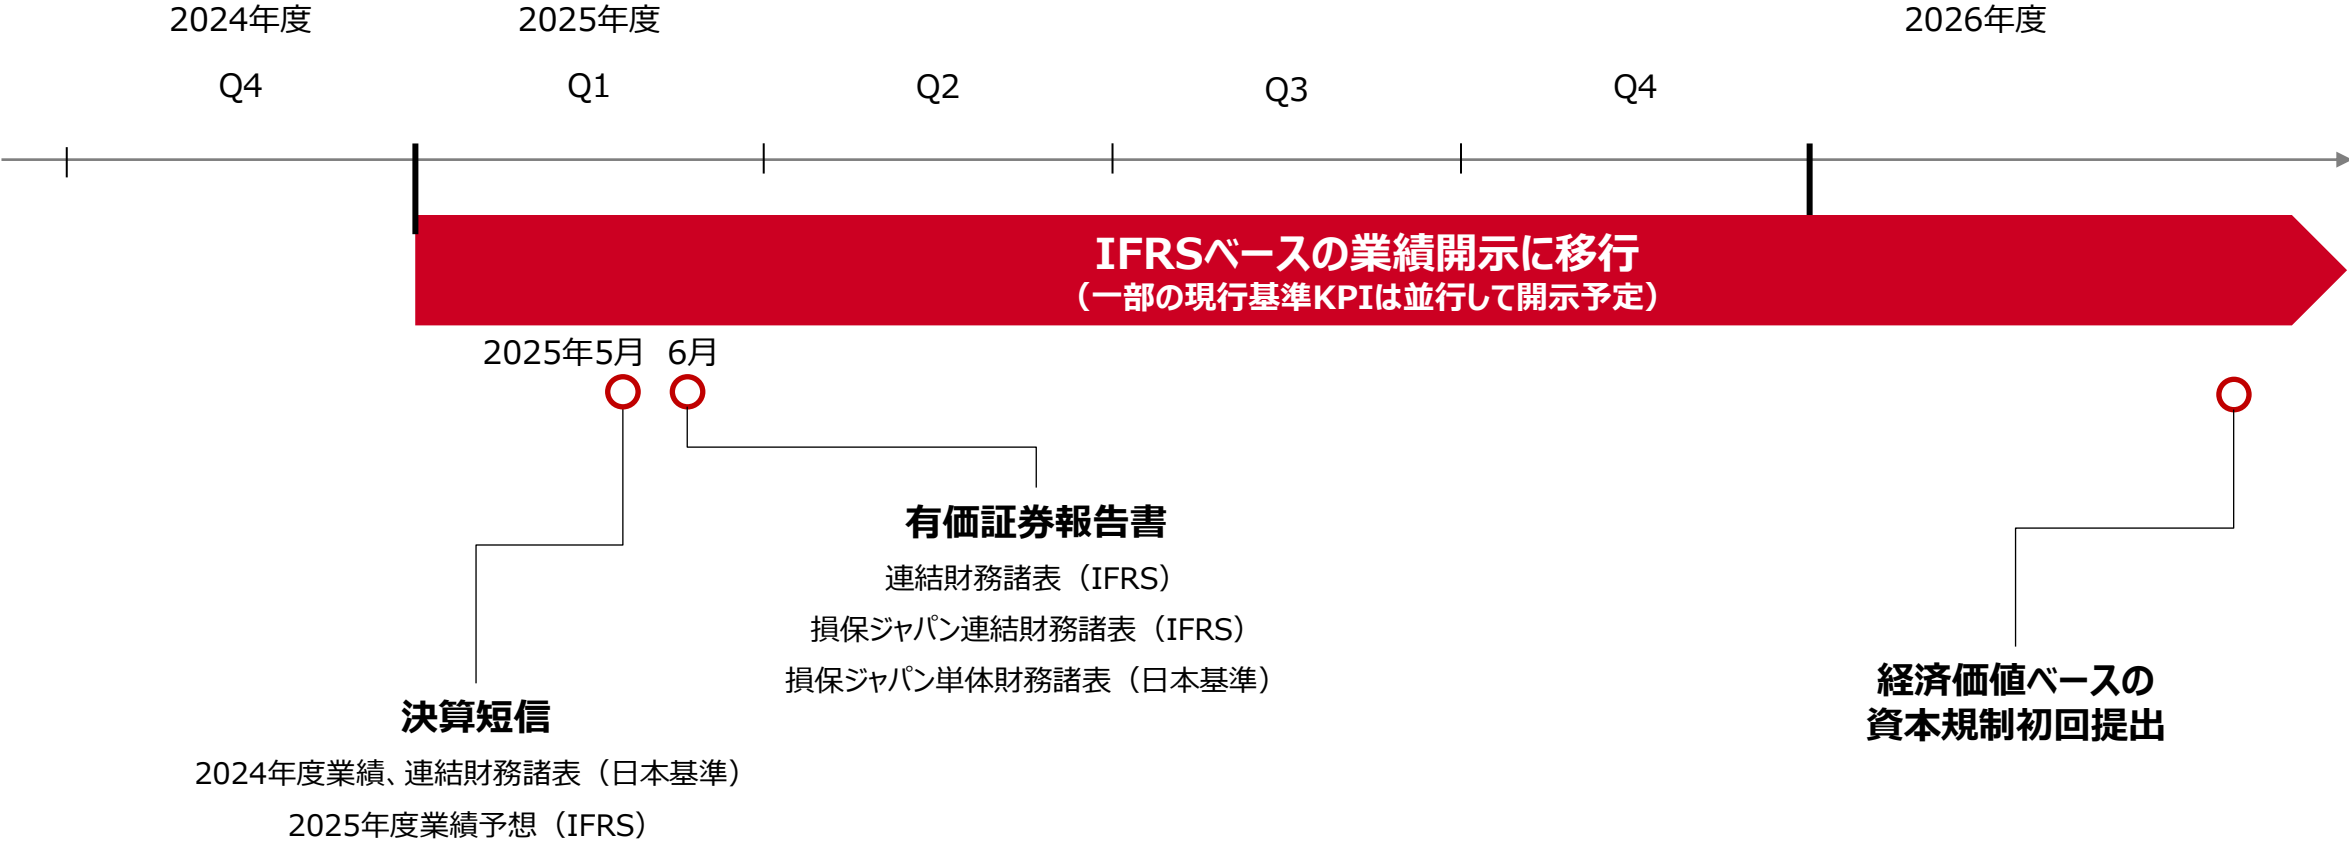 2024年度
2025年度
2026年度
Q4
Q1
Q2
Q3
Q4
IFRSベースの業績開示に移行
（一部の現行基準KPIは並行して開示予定）
2025年5月
6月
有価証券報告書
連結財務諸表（IFRS）
損保ジャパン連結財務諸表（IFRS）
損保ジャパン単体財務諸表（日本基準）
決算短信
2024年度業績、連結財務諸表（日本基準）
2025年度業績予想（IFRS）
経済価値ベースの
資本規制初回提出